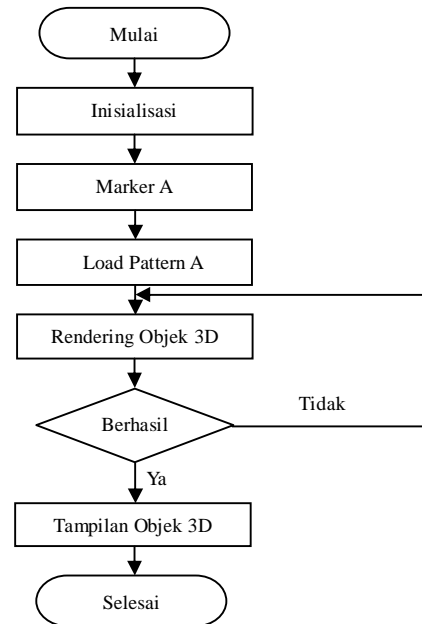 Mulai
Inisialisasi
Marker A
Load Pattern A
Rendering Objek 3D
Berhasil
Tidak
Ya
Tampilan Objek 3D
Selesai